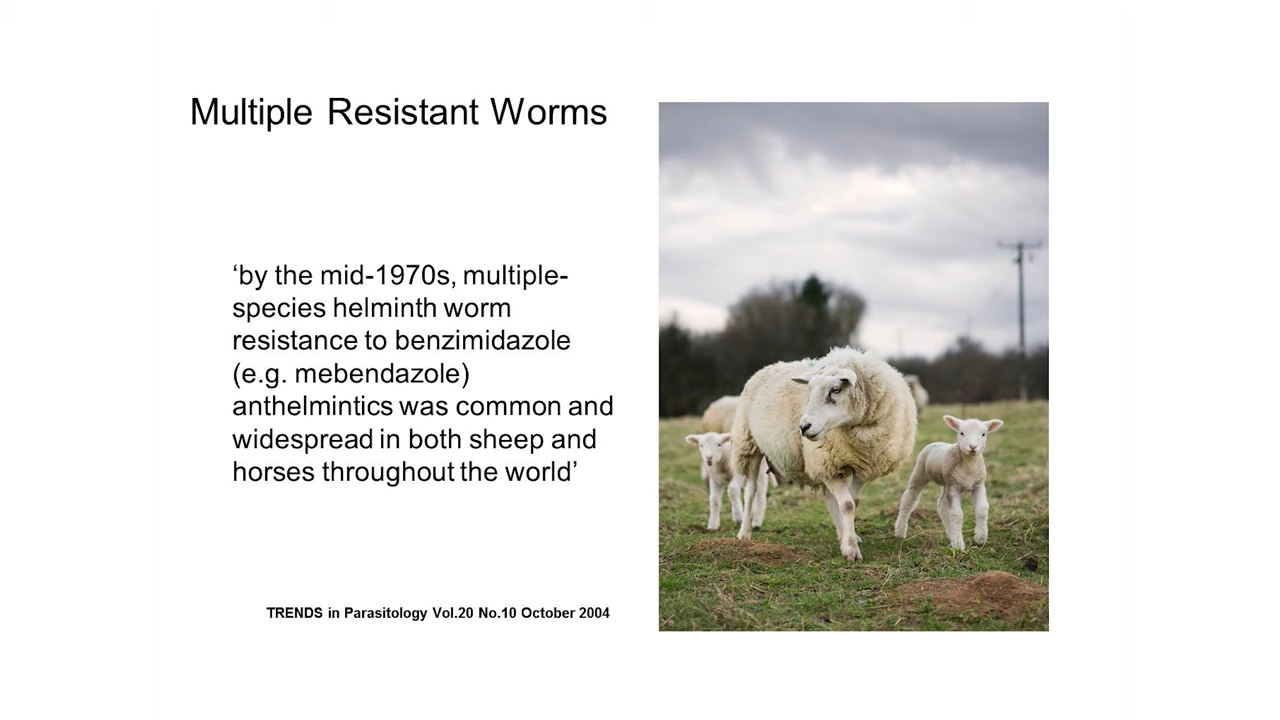 Multiple Resistant Worms
‘by the mid-1970s, multiple-
species helminth worm
resistance to benzimidazole
(e.g. mebendazole)
anthelmintics was common and
widespread in both sheep and
horses throughout the world’
TRENDS in Parasitology Vol.20 No.10 October 2004